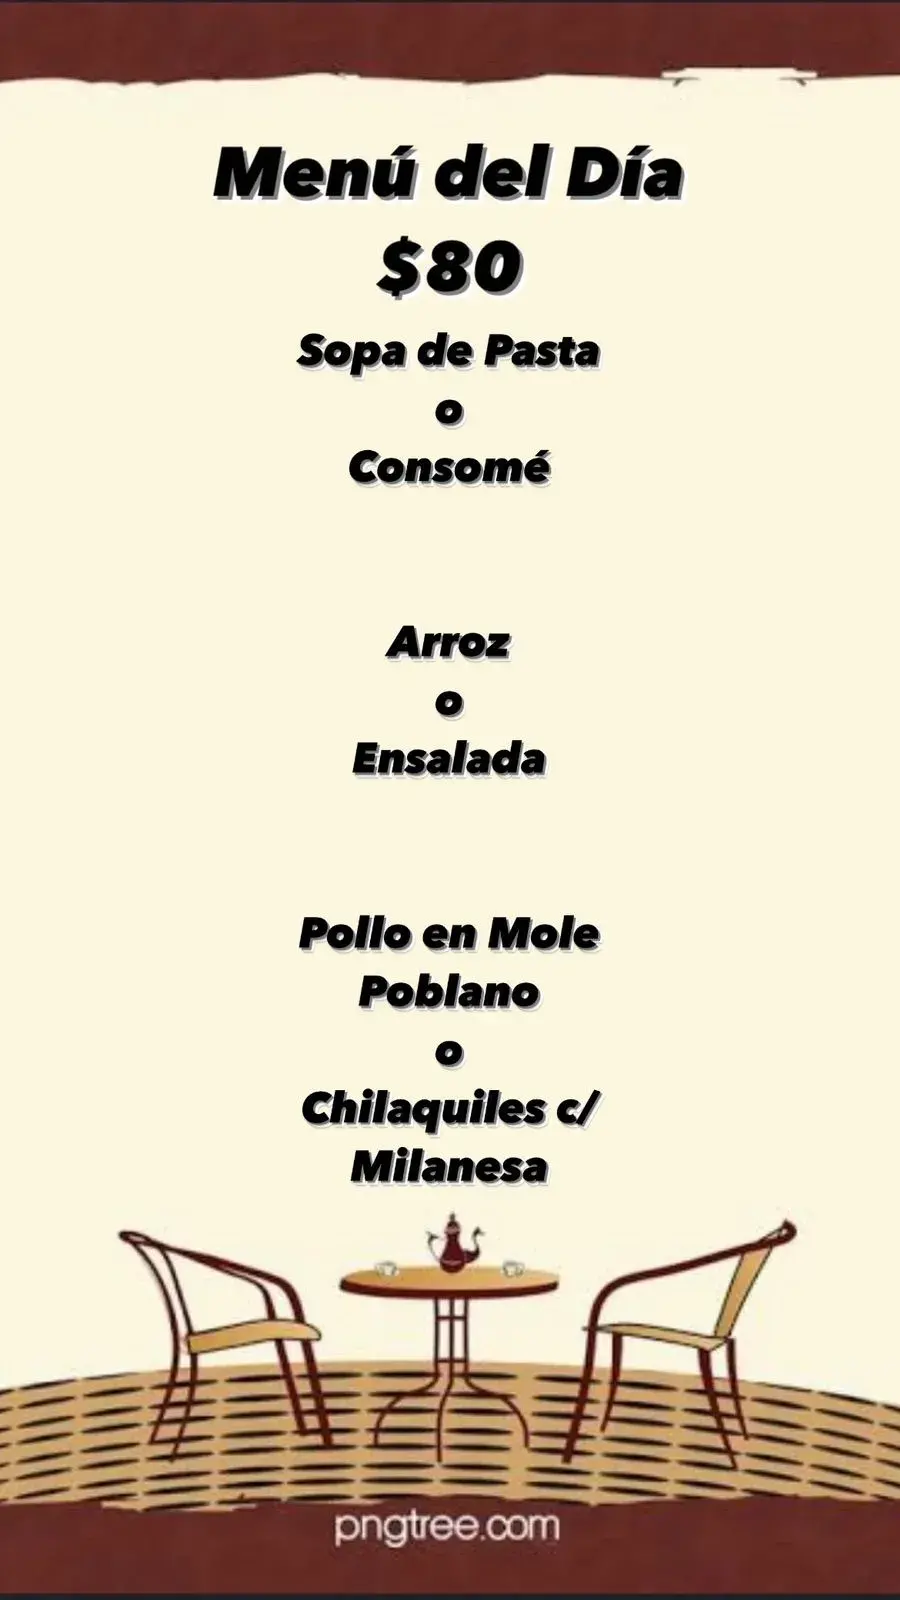 Menú del Día
$80
Sopa de Pasta
o
Consomé
Arroz
o
Ensalada
Pollo en Mole
Poblano
o
Chilaquiles c/
Milanesa
pngtree.com